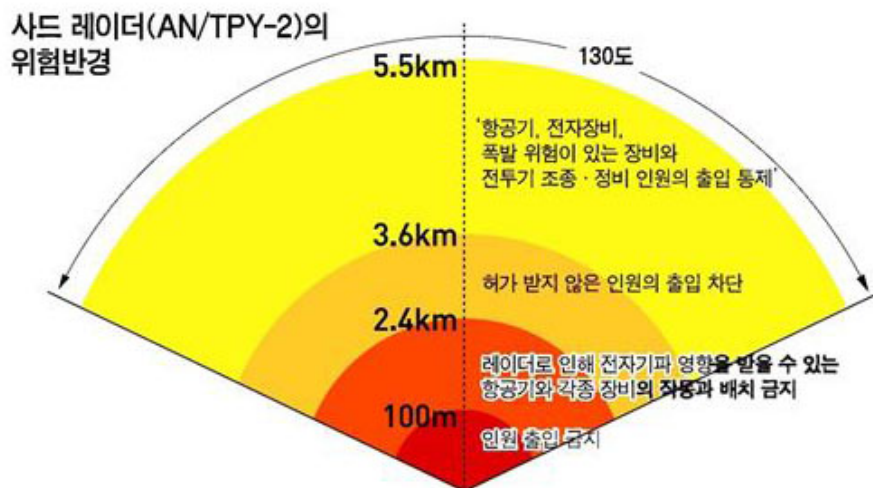 사드 레이더(AN/TPY-2)의
위험반경
130도
5.5km
'항공기, 전자장비,
폭발 위험이 있는 장비와
전투기 조종·정비 인원의 출입 통제'
3.6km
허가 받지 않은 인원의 출입 차단
2.4km
레이더로 인해 전자기파 영향을 받을 수 있는
항공기와 각종 장비의 작동과 배치 금지
100m
인원 출입 금지